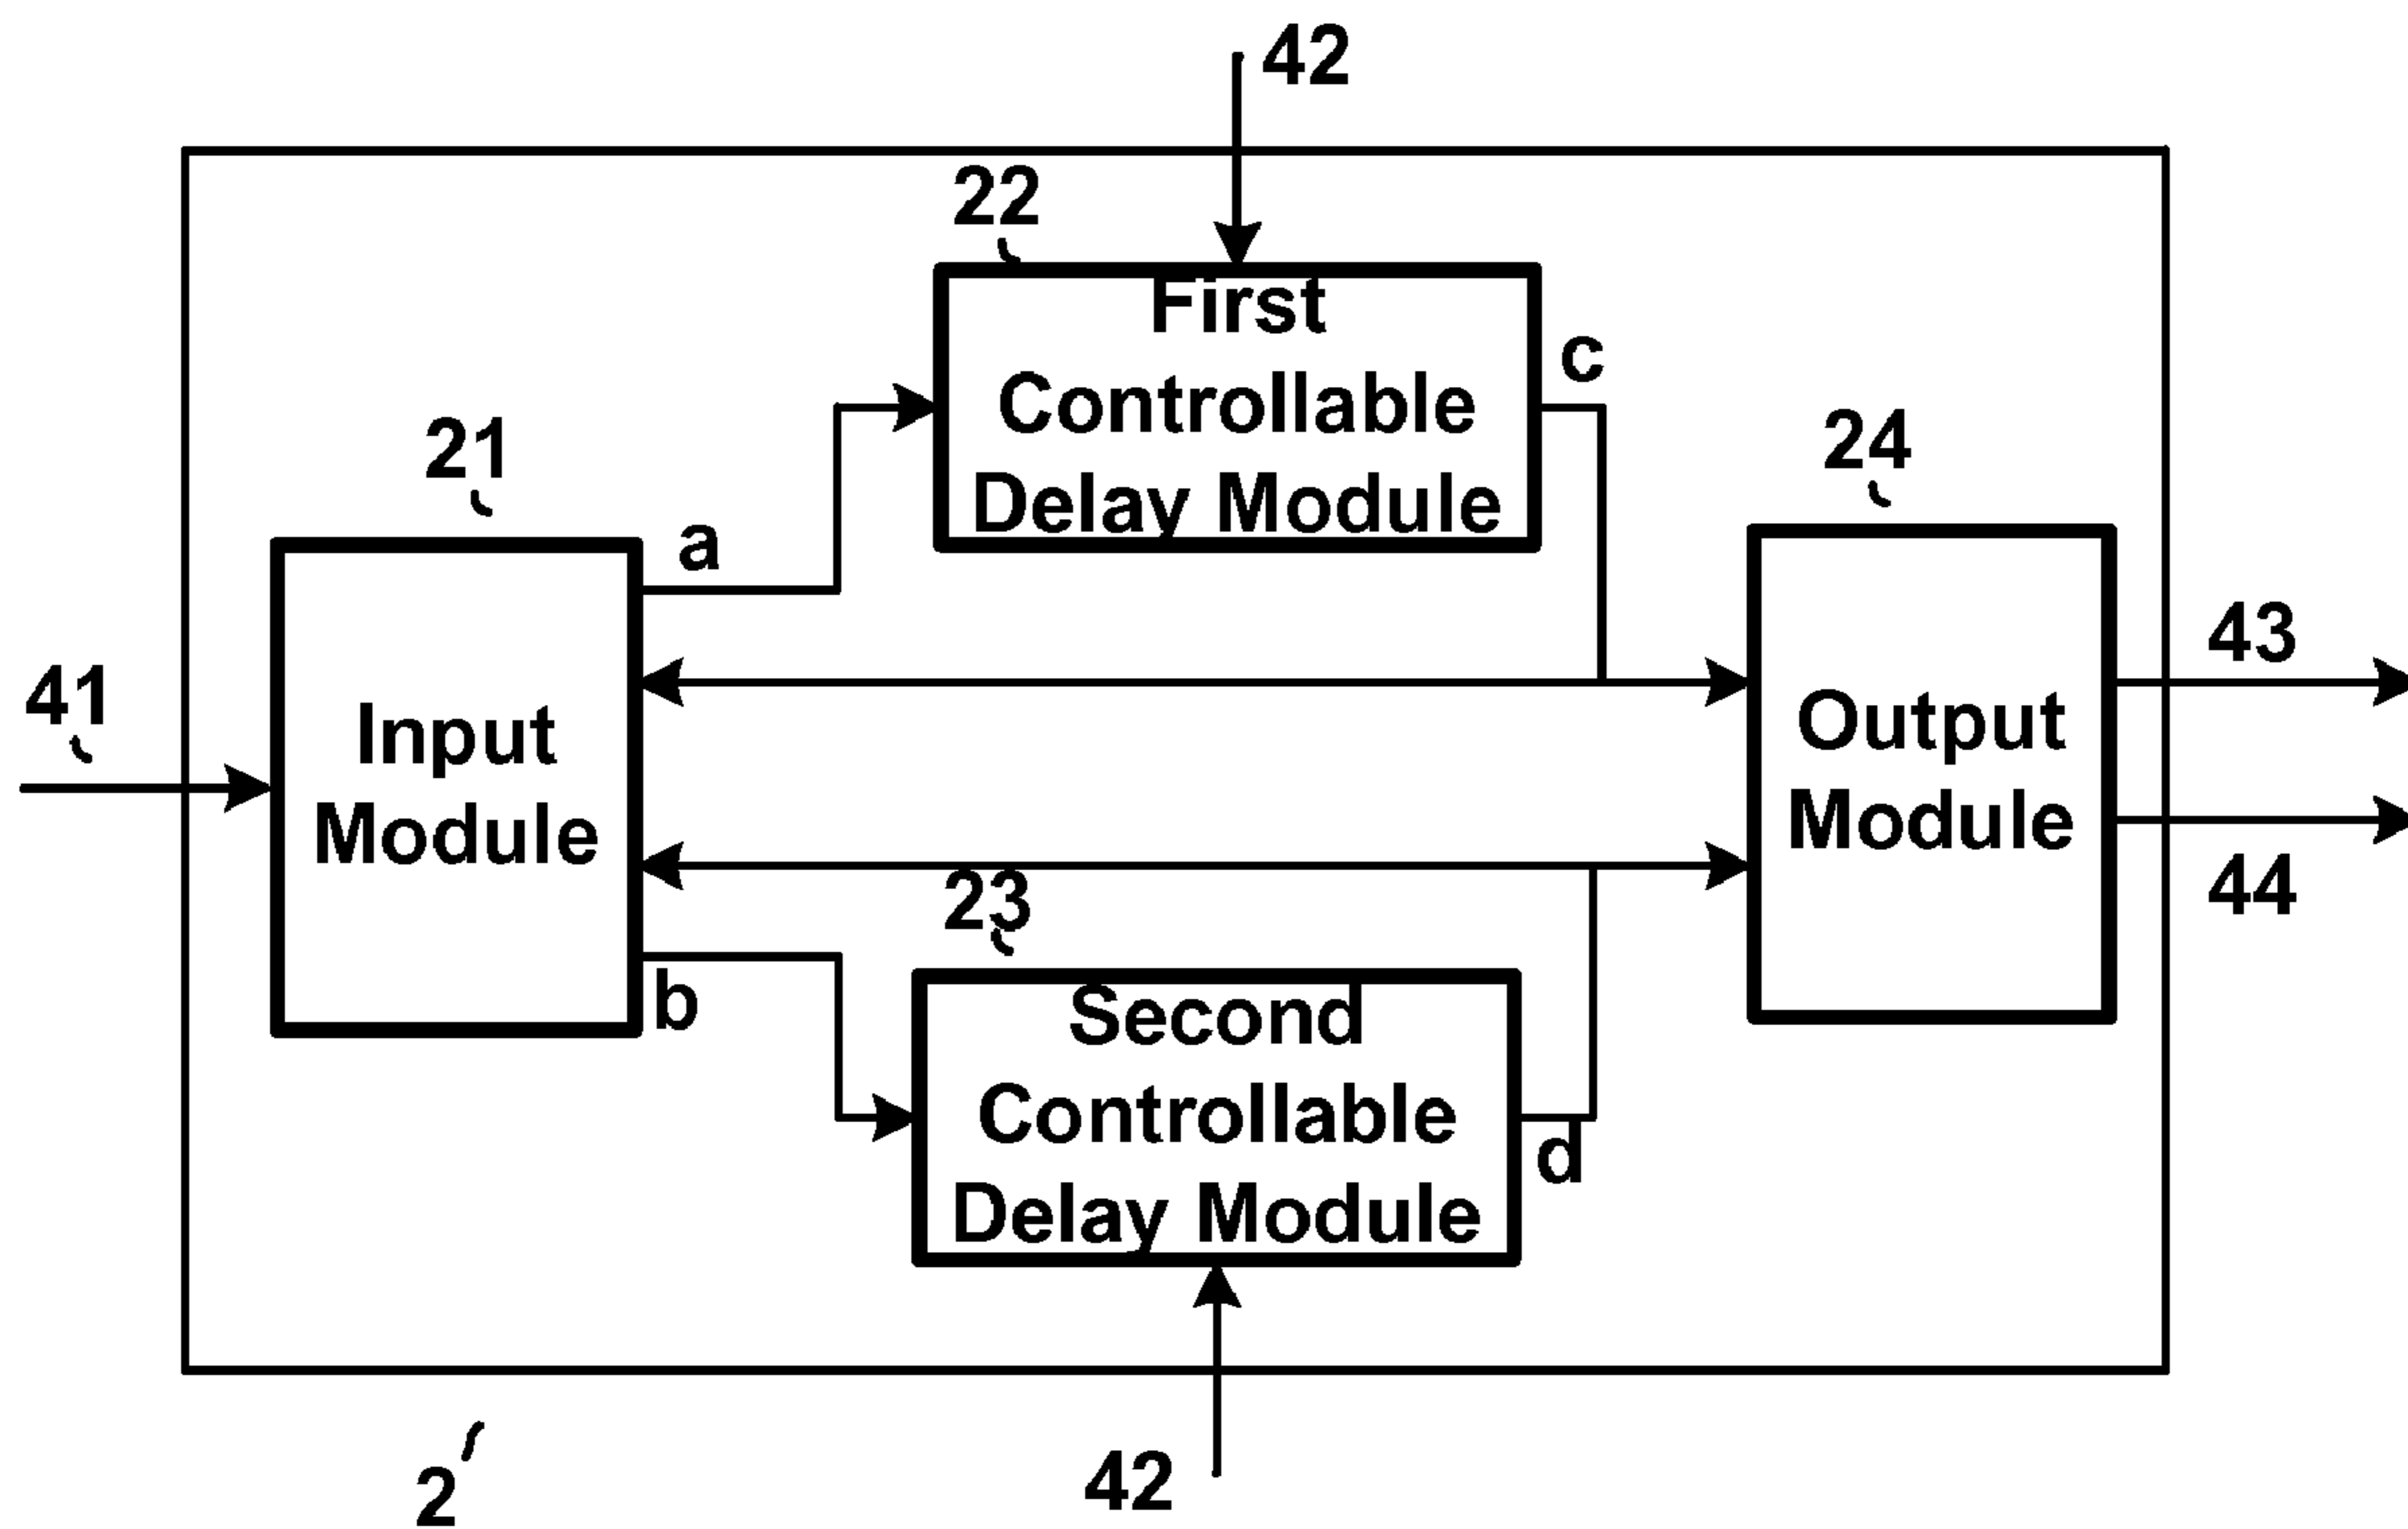 42
22
First
Controllable
Delay Module
c
21
a
24
41
Input
Module
43
Output
Module
44
23
b
Second
Controllable
Delay Module
d
2
42